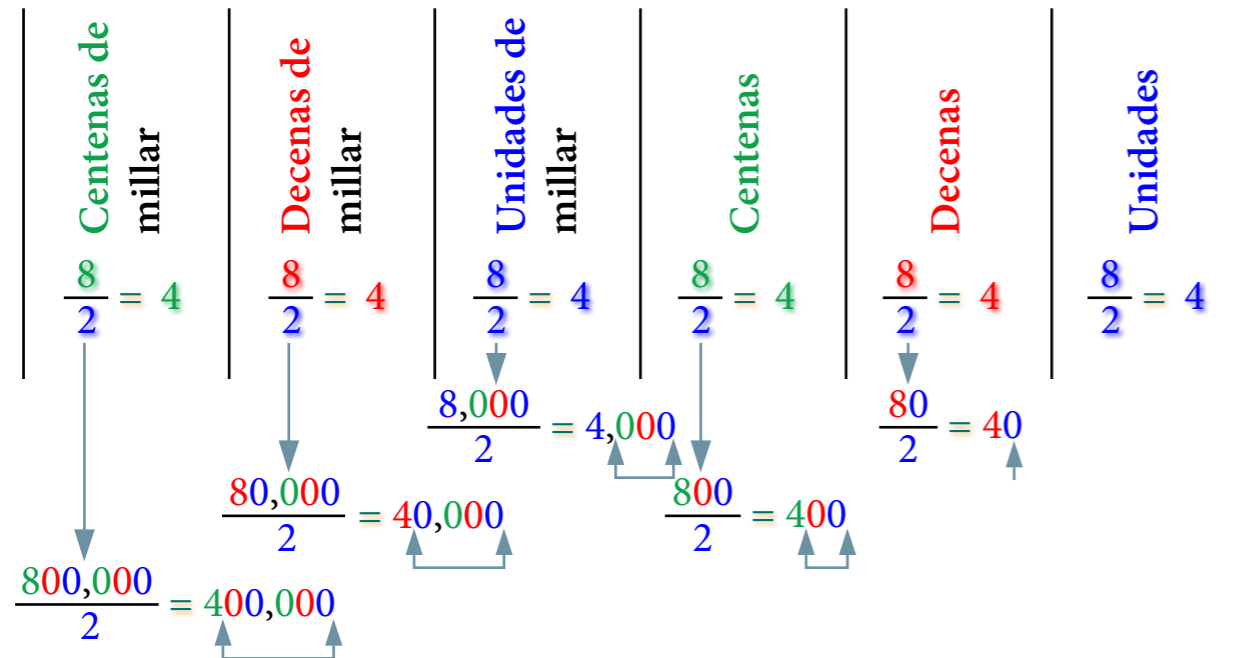 Centenas de
millar
Decenas de
millar
Unidades de
millar
Centenas
Decenas
Unidades
8/2 = 4
8/2 = 4
8/2 = 4
8/2 = 4
8/2 = 4
8/2 = 4
8,000/2 = 4,000
80/2 = 40
80,000/2 = 40,000
800/2 = 400
800,000/2 = 400,000